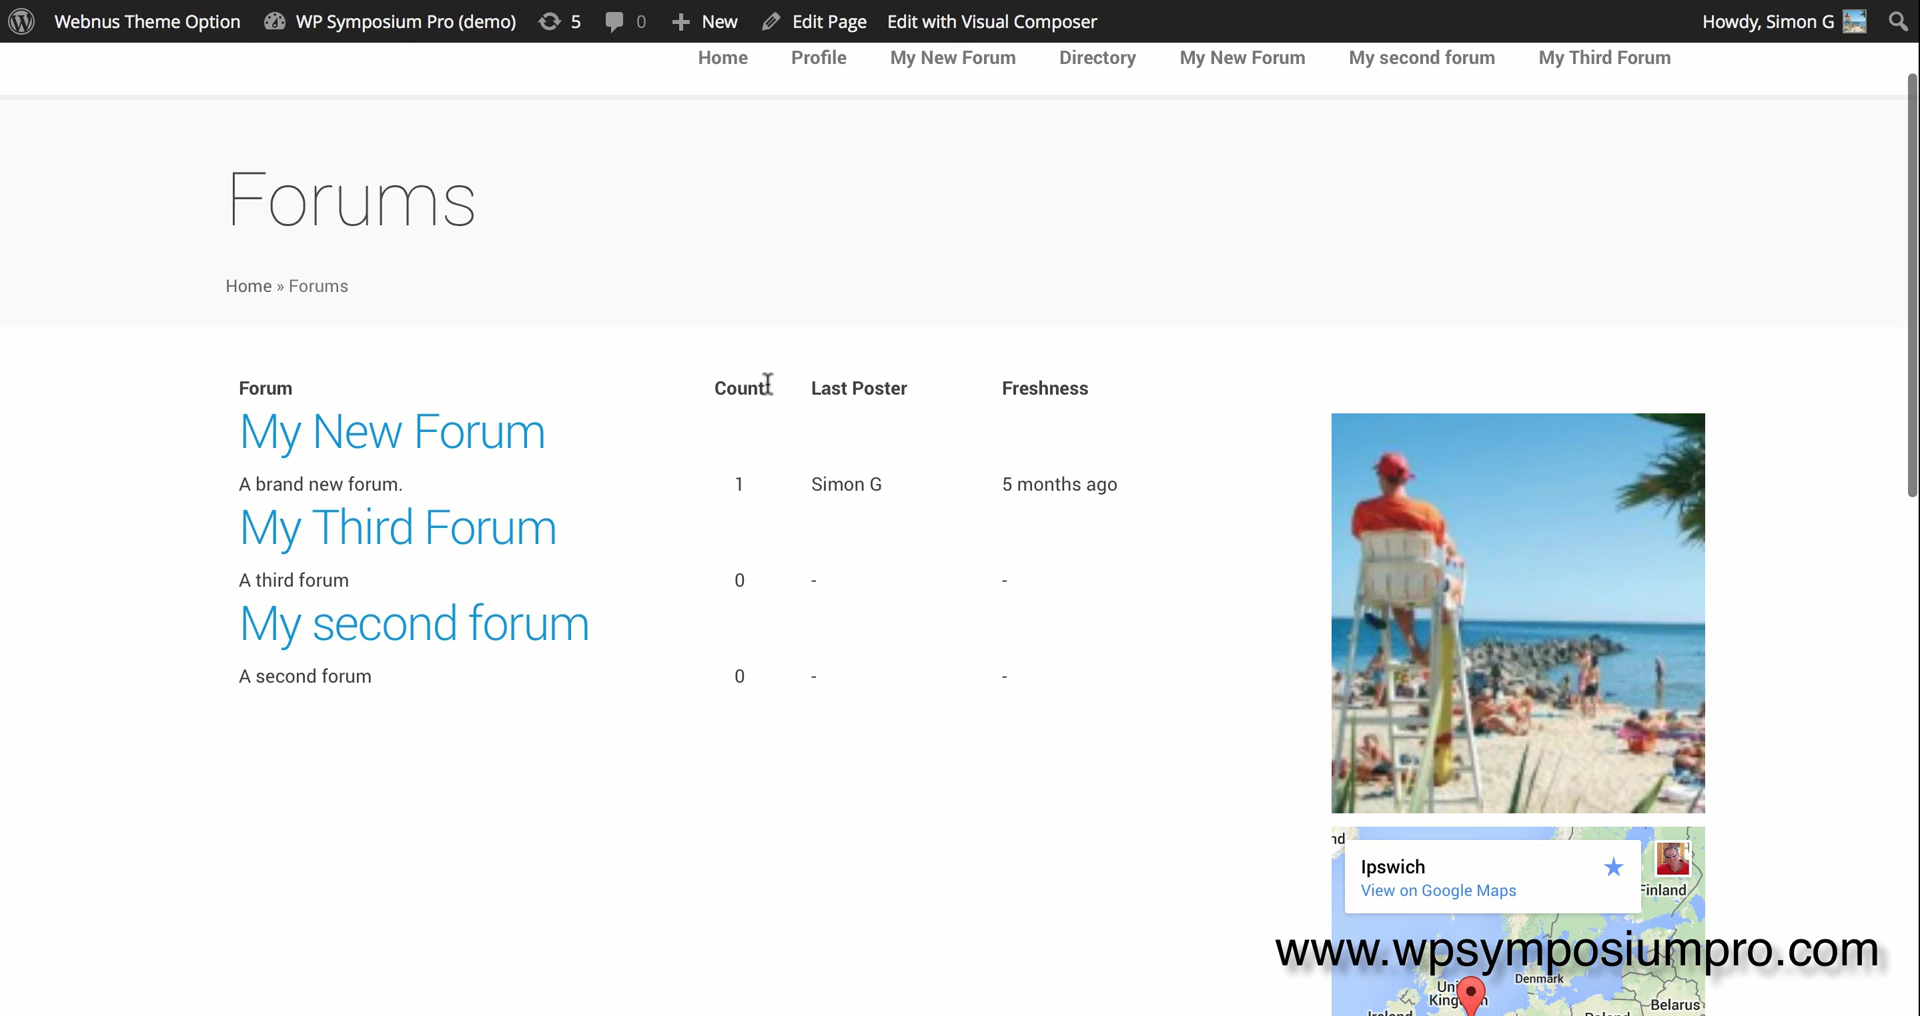 Webnus Theme Option WP Symposium Pro (demo) 5 0 New Edit Page Edit with Visual Composer Howdy, Simon G
Home Profile My New Forum Directory My New Forum My second forum My Third Forum
Forums
Home » Forums
Forum Count Last Poster Freshness
My New Forum
A brand new forum. 1 Simon G 5 months ago
My Third Forum
A third forum 0 - -
My second forum
A second forum 0 - -
Ipswich
View on Google Maps
Finland
www.wpsymposiumpro.com
Denmark
Belarus
Ireland